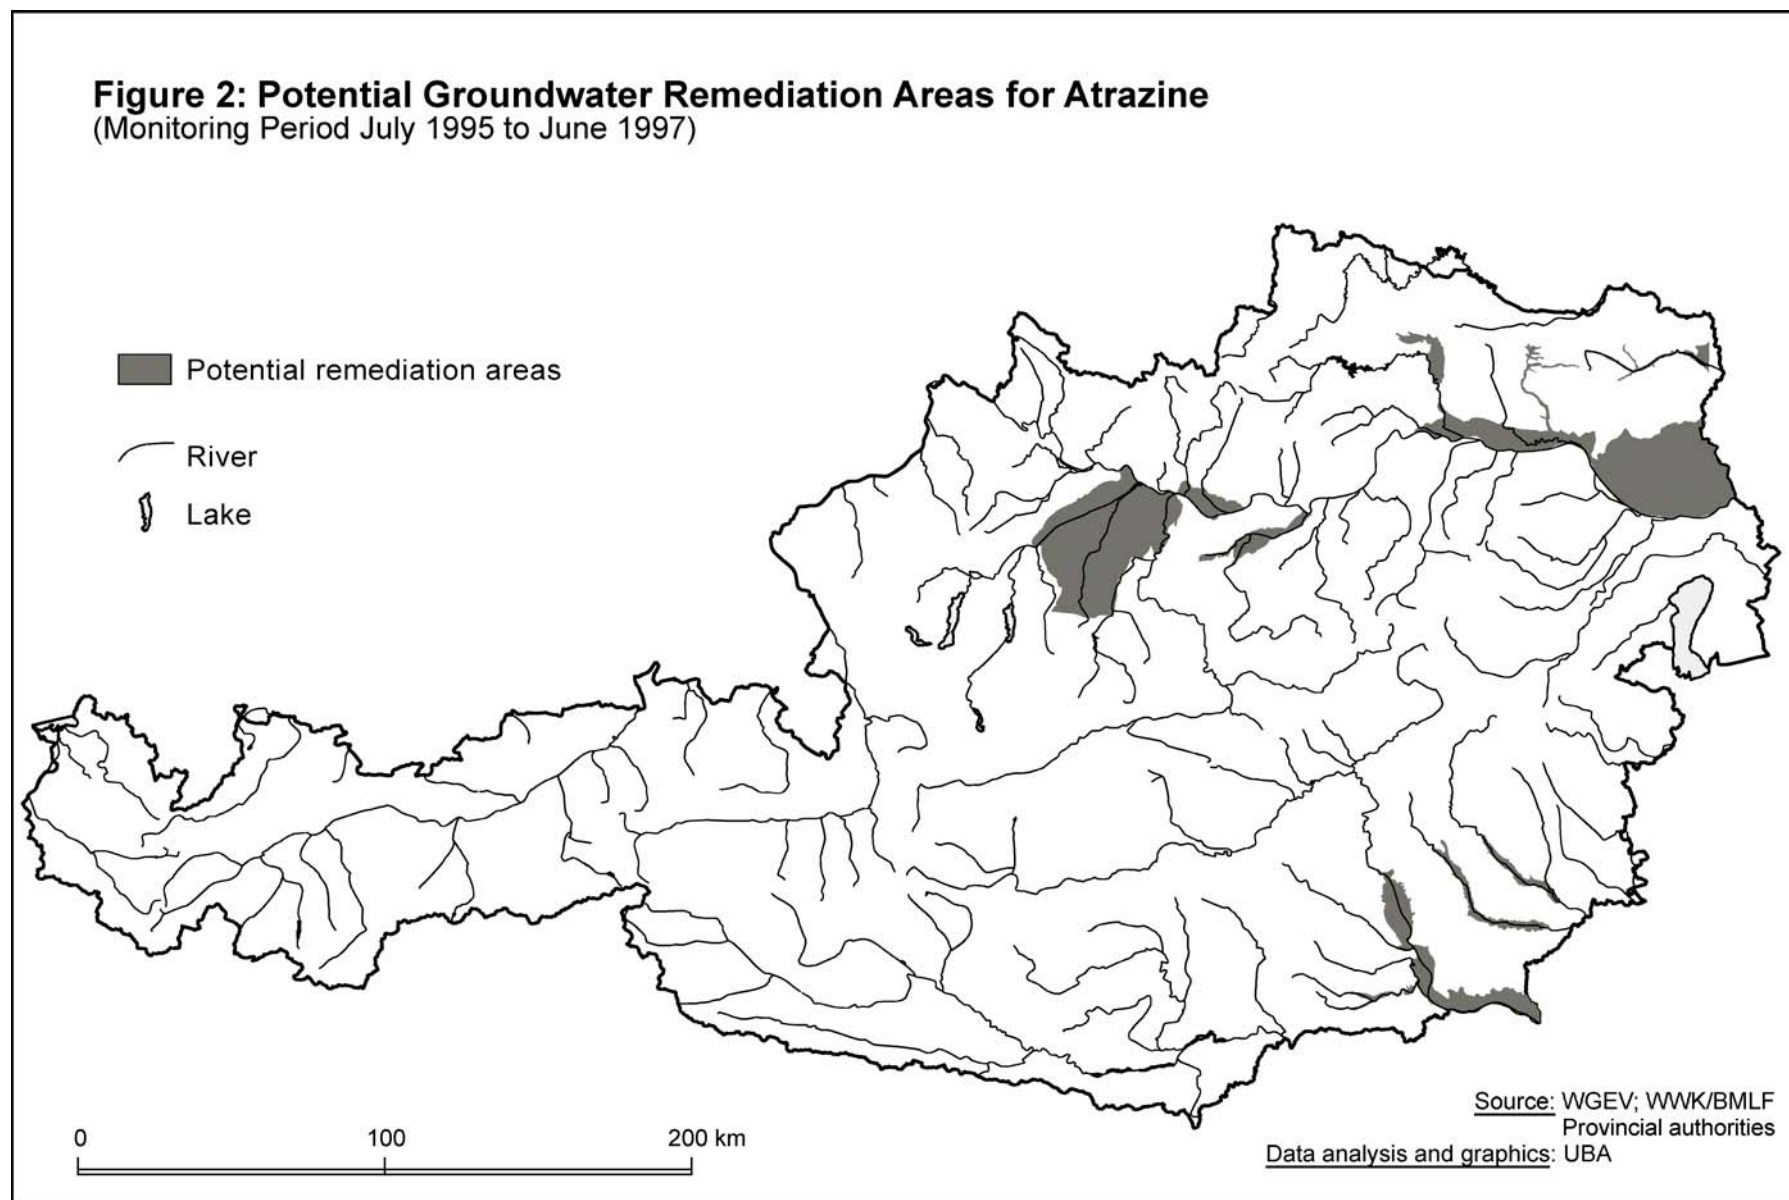 Figure 2: Potential Groundwater Remediation Areas for Atrazine
(Monitoring Period July 1995 to June 1997)
Potential remediation areas
River
Lake
0 100 200 km
Source: WGEV; WWK/BMLF
Provincial authorities
Data analysis and graphics: UBA